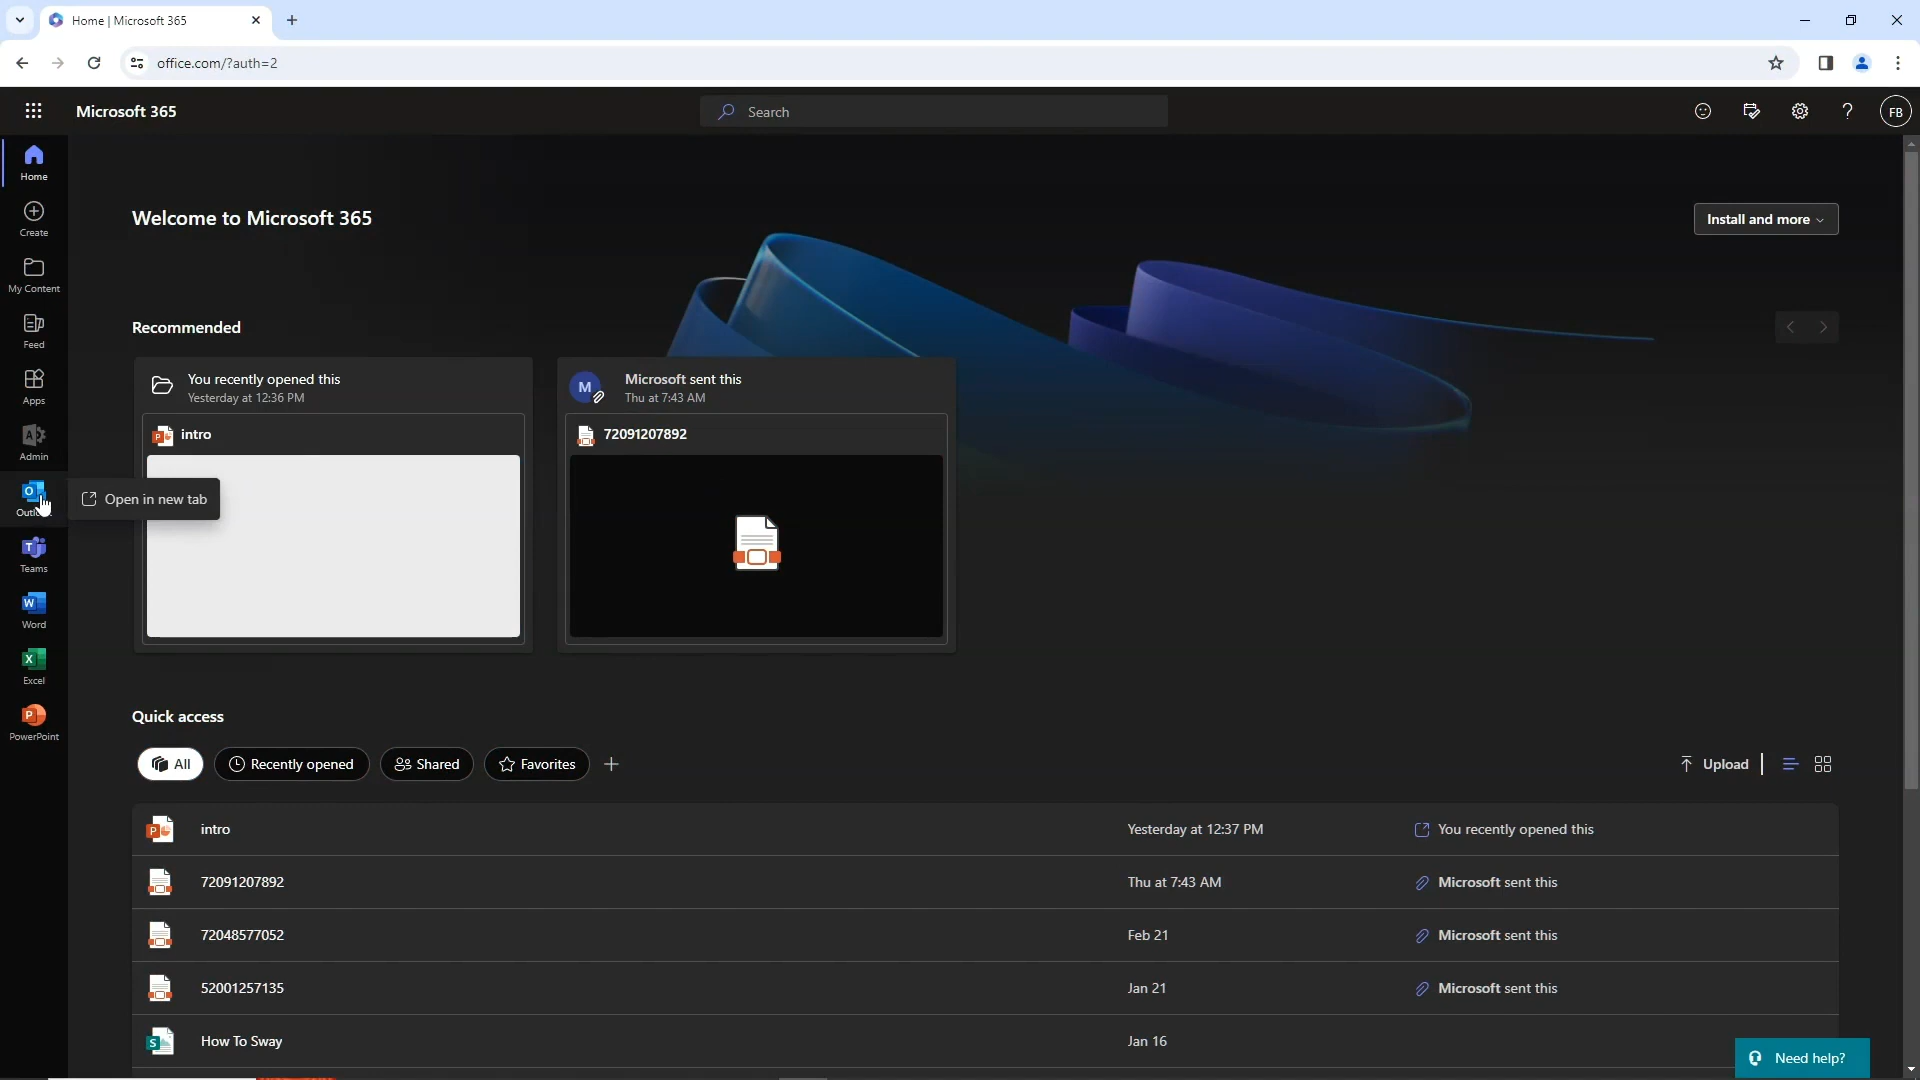 Home | Microsoft 365
office.com/?auth=2
Microsoft 365
Search
FB
Home
Create
My Content
Feed
Apps
Admin
Open in new tab
Teams
Word
Excel
PowerPoint
Welcome to Microsoft 365
Install and more
Recommended
You recently opened this
Yesterday at 12:36 PM
intro
M
Microsoft sent this
Thu at 7:43 AM
72091207892
Quick access
All
Recently opened
Shared
Favorites
Upload
intro Yesterday at 12:37 PM You recently opened this
72091207892 Thu at 7:43 AM Microsoft sent this
72048577052 Feb 21 Microsoft sent this
52001257135 Jan 21 Microsoft sent this
How To Sway Jan 16
Need help?